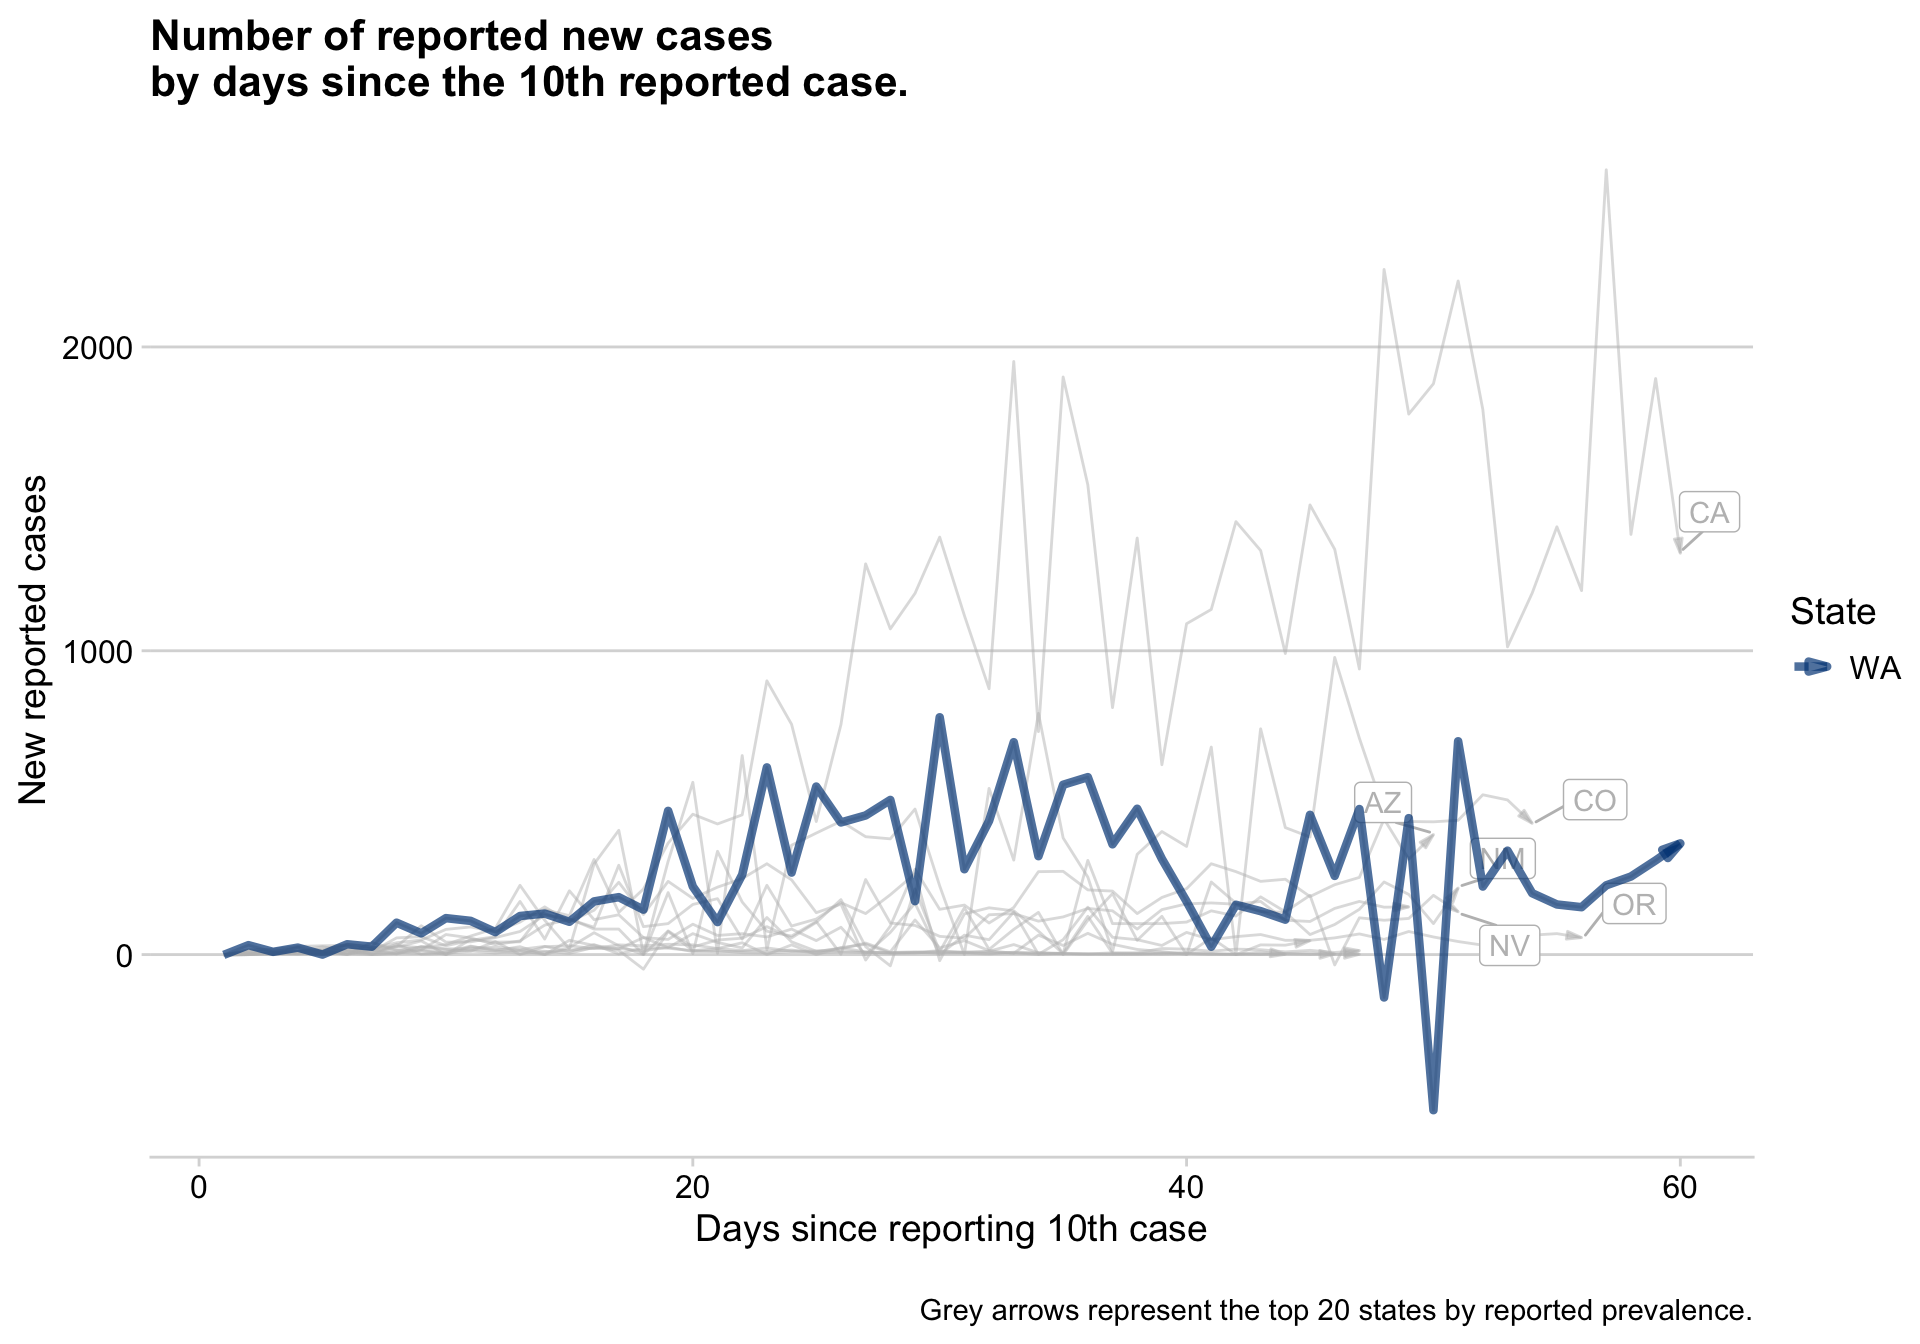 Number of reported new cases
by days since the 10th reported case.
New reported cases
2000
1000
0
CA
AZ
CO
NM
OR
NV
State
WA
0
20
40
60
Days since reporting 10th case
Grey arrows represent the top 20 states by reported prevalence.